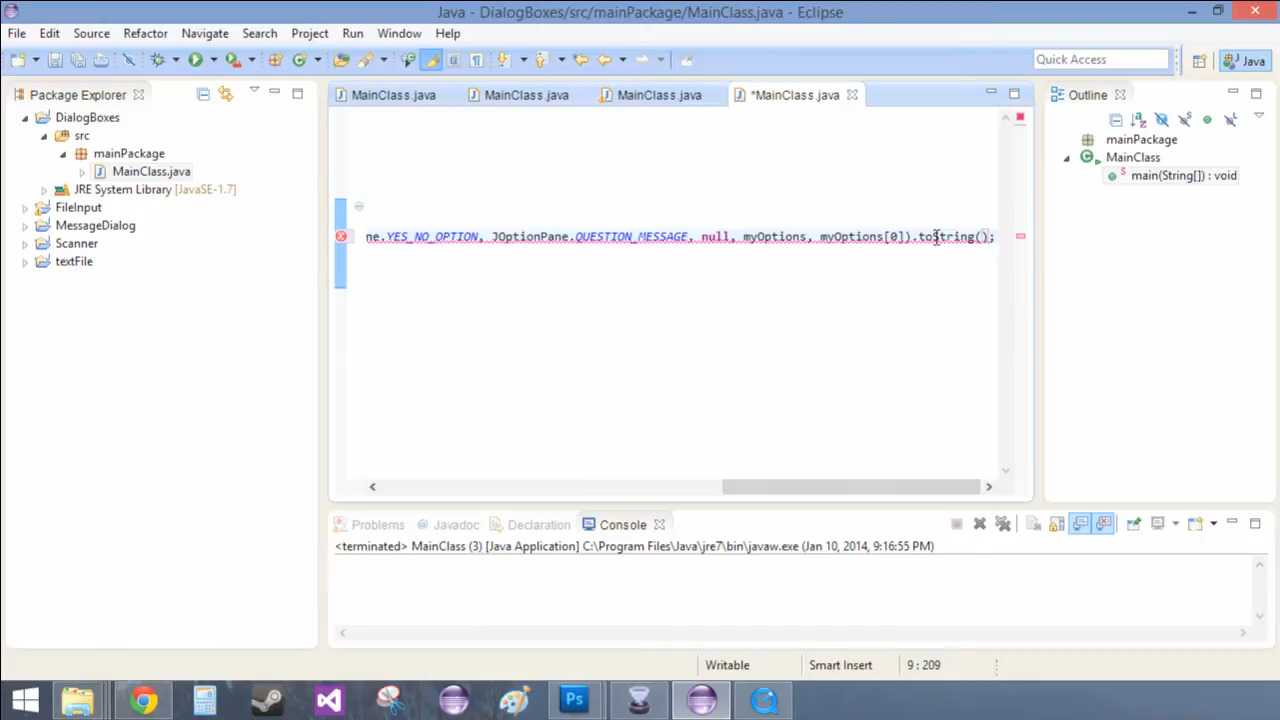 Java - DialogBoxes/src/mainPackage/MainClass.java - Eclipse
File Edit Source Refactor Navigate Search Project Run Window Help
Quick Access
Java
Package Explorer
MainClass.java MainClass.java MainClass.java *MainClass.java
Outline
DialogBoxes
src
mainPackage
MainClass.java
JRE System Library [JavaSE-1.7]
FileInput
MessageDialog
Scanner
textFile
ne.YES_NO_OPTION, JOptionPane.QUESTION_MESSAGE, null, myOptions, myOptions[0]).tostring();
mainPackage
MainClass
main(String[]) : void
Problems Javadoc Declaration Console
<terminated> MainClass (3) [Java Application] C:\Program Files\Java\jre7\bin\javaw.exe (Jan 10, 2014, 9:16:55 PM)
Writable Smart Insert 9 : 209
Ps